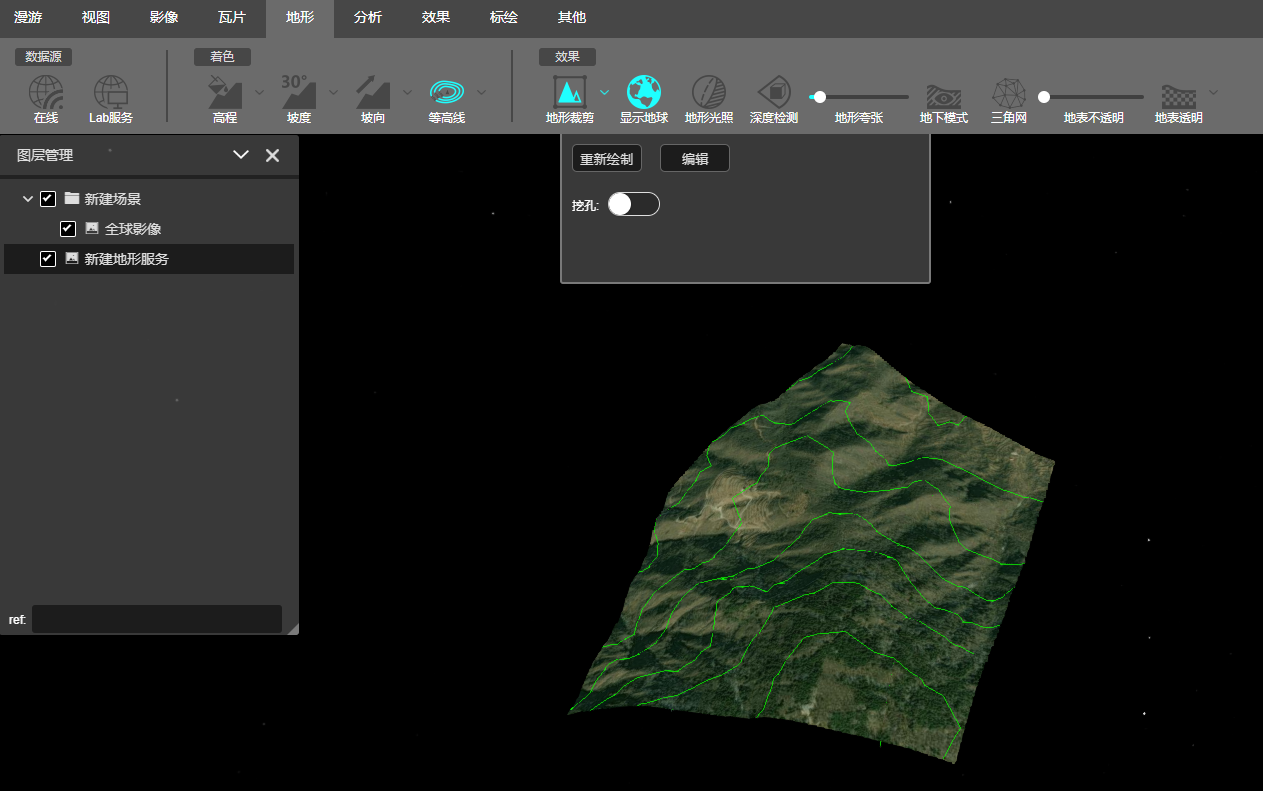 漫游 视图 影像 瓦片 地形 分析 效果 标绘 其他
数据源 着色 效果
30°
在线 Lab服务 高程 坡度 坡向 等高线 地形裁剪 显示地球 地形光照 深度检测 地形夸张 地下模式 三角网 地表不透明 地表透明
图层管理
新建场景
全球影像
新建地形服务
ref:
重新绘制 编辑
挖孔: